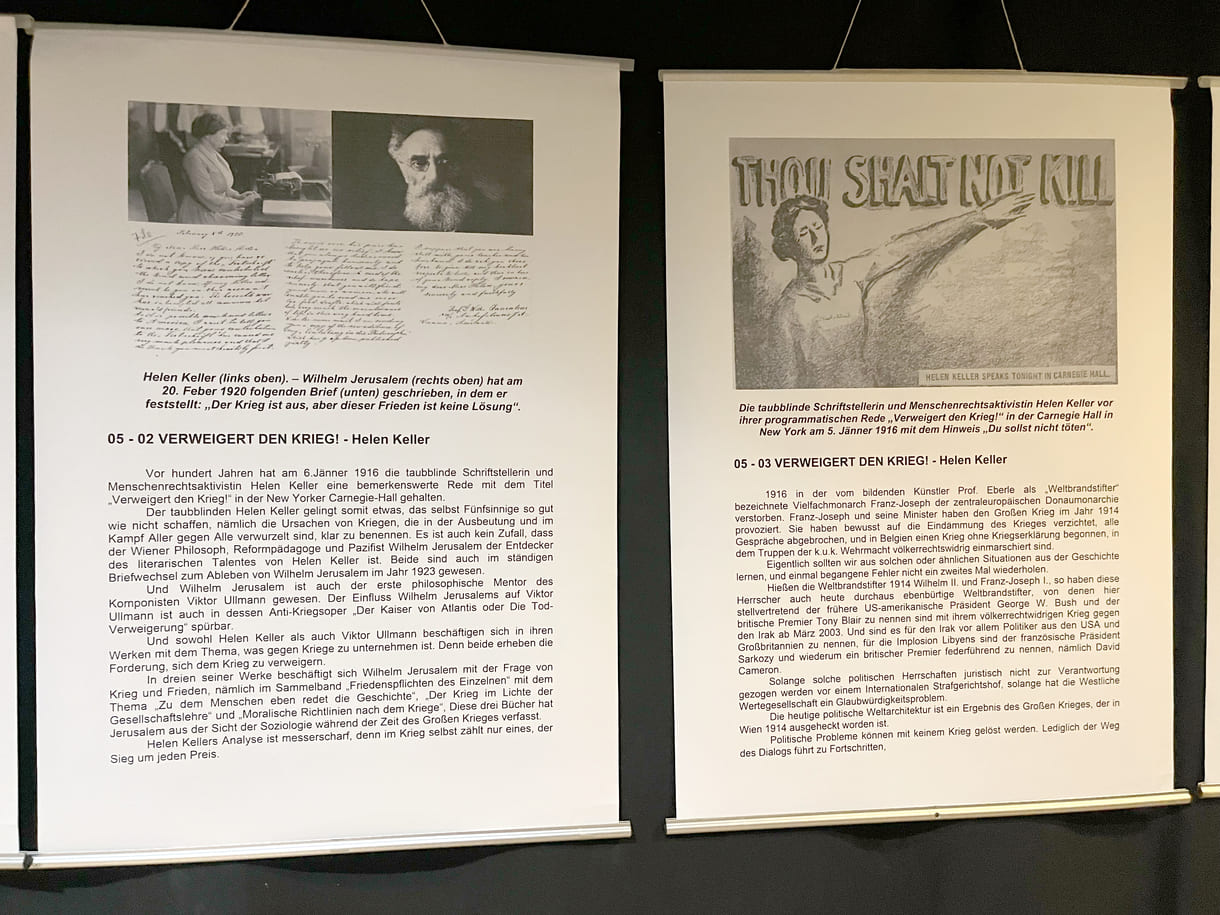 February 8th 1920
Helen Keller (links oben). – Wilhelm Jerusalem (rechts oben) hat am
20. Feber 1920 folgenden Brief (unten) geschrieben, in dem er
feststellt: „Der Krieg ist aus, aber dieser Frieden ist keine Lösung“.
05 - 02 VERWEIGERT DEN KRIEG! - Helen Keller
Vor hundert Jahren hat am 6.Jänner 1916 die taubblinde Schriftstellerin und
Menschenrechtsaktivistin Helen Keller eine bemerkenswerte Rede mit dem Titel
„Verweigert den Krieg!“ in der New Yorker Carnegie-Hall gehalten.
Der taubblinden Helen Keller gelingt somit etwas, das selbst Fünfsinnige so gut
wie nicht schaffen, nämlich die Ursachen von Kriegen, die in der Ausbeutung und im
Kampf Aller gegen Alle verwurzelt sind, klar zu benennen. Es ist auch kein Zufall, dass
der Wiener Philosoph, Reformpädagoge und Pazifist Wilhelm Jerusalem der Entdecker
des literarischen Talentes von Helen Keller ist. Beide sind auch im ständigen
Briefwechsel zum Ableben von Wilhelm Jerusalem im Jahr 1923 gewesen.
Und Wilhelm Jerusalem ist auch der erste philosophische Mentor des
Komponisten Viktor Ullmann gewesen. Der Einfluss Wilhelm Jerusalems auf Viktor
Ullmann ist auch in dessen Anti-Kriegsoper „Der Kaiser von Atlantis oder Die Tod-
Verweigerung“ spürbar.
Und sowohl Helen Keller als auch Viktor Ullmann beschäftigen sich in ihren
Werken mit dem Thema, was gegen Kriege zu unternehmen ist. Denn beide erheben die
Forderung, sich dem Krieg zu verweigern.
In dreien seiner Werke beschäftigt sich Wilhelm Jerusalem mit der Frage von
Krieg und Frieden, nämlich im Sammelband „Friedenspflichten des Einzelnen“ mit dem
Thema „Zu dem Menschen eben redet die Geschichte“, „Der Krieg im Lichte der
Gesellschaftslehre“ und „Moralische Richtlinien nach dem Kriege“, Diese drei Bücher hat
Jerusalem aus der Sicht der Soziologie während der Zeit des Großen Krieges verfasst.
Helen Kellers Analyse ist messerscharf, denn im Krieg selbst zählt nur eines, der
Sieg um jeden Preis.
THOU SHALT NOT KILL
HELEN KELLER SPEAKS TONIGHT IN CARNEGIE HALL.
Die taubblinde Schriftstellerin und Menschenrechtsaktivistin Helen Keller vor
ihrer programmatischen Rede „Verweigert den Krieg!“ in der Carnegie Hall in
New York am 5. Jänner 1916 mit dem Hinweis „Du sollst nicht töten“.
05 - 03 VERWEIGERT DEN KRIEG! - Helen Keller
1916 in der vom bildenden Künstler Prof. Eberle als „Weltbrandstifter“
bezeichnete Vielfachmonarch Franz-Joseph der zentraleuropäischen Donaumonarchie
verstorben. Franz-Joseph und seine Minister haben den Großen Krieg im Jahr 1914
provoziert. Sie haben bewusst auf die Eindämmung des Krieges verzichtet, alle
Gespräche abgebrochen, und in Belgien einen Krieg ohne Kriegserklärung begonnen, in
dem Truppen der k.u.k. Wehrmacht völkerrechtswidrig einmarschiert sind.
Eigentlich sollten wir aus solchen oder ähnlichen Situationen aus der Geschichte
lernen, und einmal begangene Fehler nicht ein zweites Mal wiederholen.
Hießen die Weltbrandstifter 1914 Wilhelm II. und Franz-Joseph I., so haben diese
Herrscher auch heute durchaus ebenbürtige Weltbrandstifter, von denen hier
stellvertretend der frühere US-amerikanische Präsident George W. Bush und der
britische Premier Tony Blair zu nennen sind mit ihrem völkerrechtwidrigen Krieg gegen
den Irak ab März 2003. Und sind es für den Irak vor allem Politiker aus den USA und
Großbritannien zu nennen, für die Implosion Libyens sind der französische Präsident
Sarkozy und wiederum ein britischer Premier federführend zu nennen, nämlich David
Cameron.
Solange solche politischen Herrschaften juristisch nicht zur Verantwortung
gezogen werden vor einem Internationalen Strafgerichtshof, solange hat die Westliche
Wertegesellschaft ein Glaubwürdigkeitsproblem.
Die heutige politische Weltarchitektur ist ein Ergebnis des Großen Krieges, der in
Wien 1914 ausgeheckt worden ist.
Politische Probleme können mit keinem Krieg gelöst werden. Lediglich der Weg
des Dialogs führt zu Fortschritten,